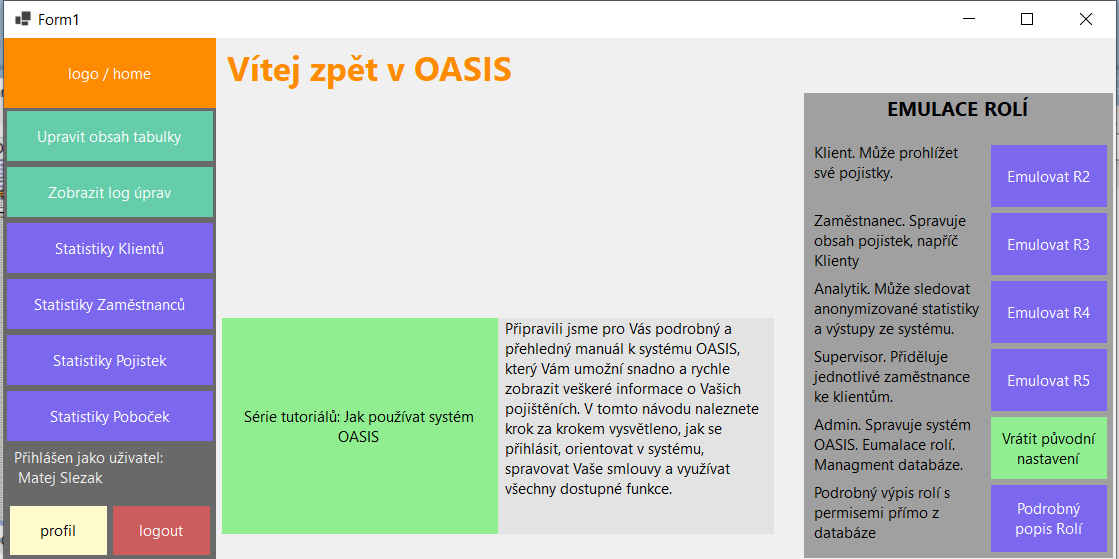 Form1
logo / home
Upravit obsah tabulky
Zobrazit log úprav
Statistiky Klientů
Statistiky Zaměstnanců
Statistiky Pojistek
Statistiky Poboček
Přihlášen jako uživatel:
Matej Slezak
profil
logout
Vítej zpět v OASIS
Série tutoriálů: Jak používat systém
OASIS
Připravili jsme pro Vás podrobný a
přehledný manuál k systému OASIS,
který Vám umožní snadno a rychle
zobrazit veškeré informace o Vašich
pojištěních. V tomto návodu naleznete
krok za krokem vysvětleno, jak se
přihlásit, orientovat v systému,
spravovat Vaše smlouvy a využívat
všechny dostupné funkce.
EMULACE ROLÍ
Klient. Může prohlížet
své pojistky.
Emulovat R2
Zaměstnanec. Spravuje
obsah pojistek, napříč
Klienty
Emulovat R3
Analytik. Může sledovat
anonymizované statistiky
a výstupy ze systému.
Emulovat R4
Supervisor. Přiděluje
jednotlivé zaměstnance
ke klientům.
Emulovat R5
Admin. Spravuje systém
OASIS. Eumalace rolí.
Managment databáze.
Vrátit původní
nastavení
Podrobný výpis rolí s
permisemi přímo z
databáze
Podrobný
popis Rolí